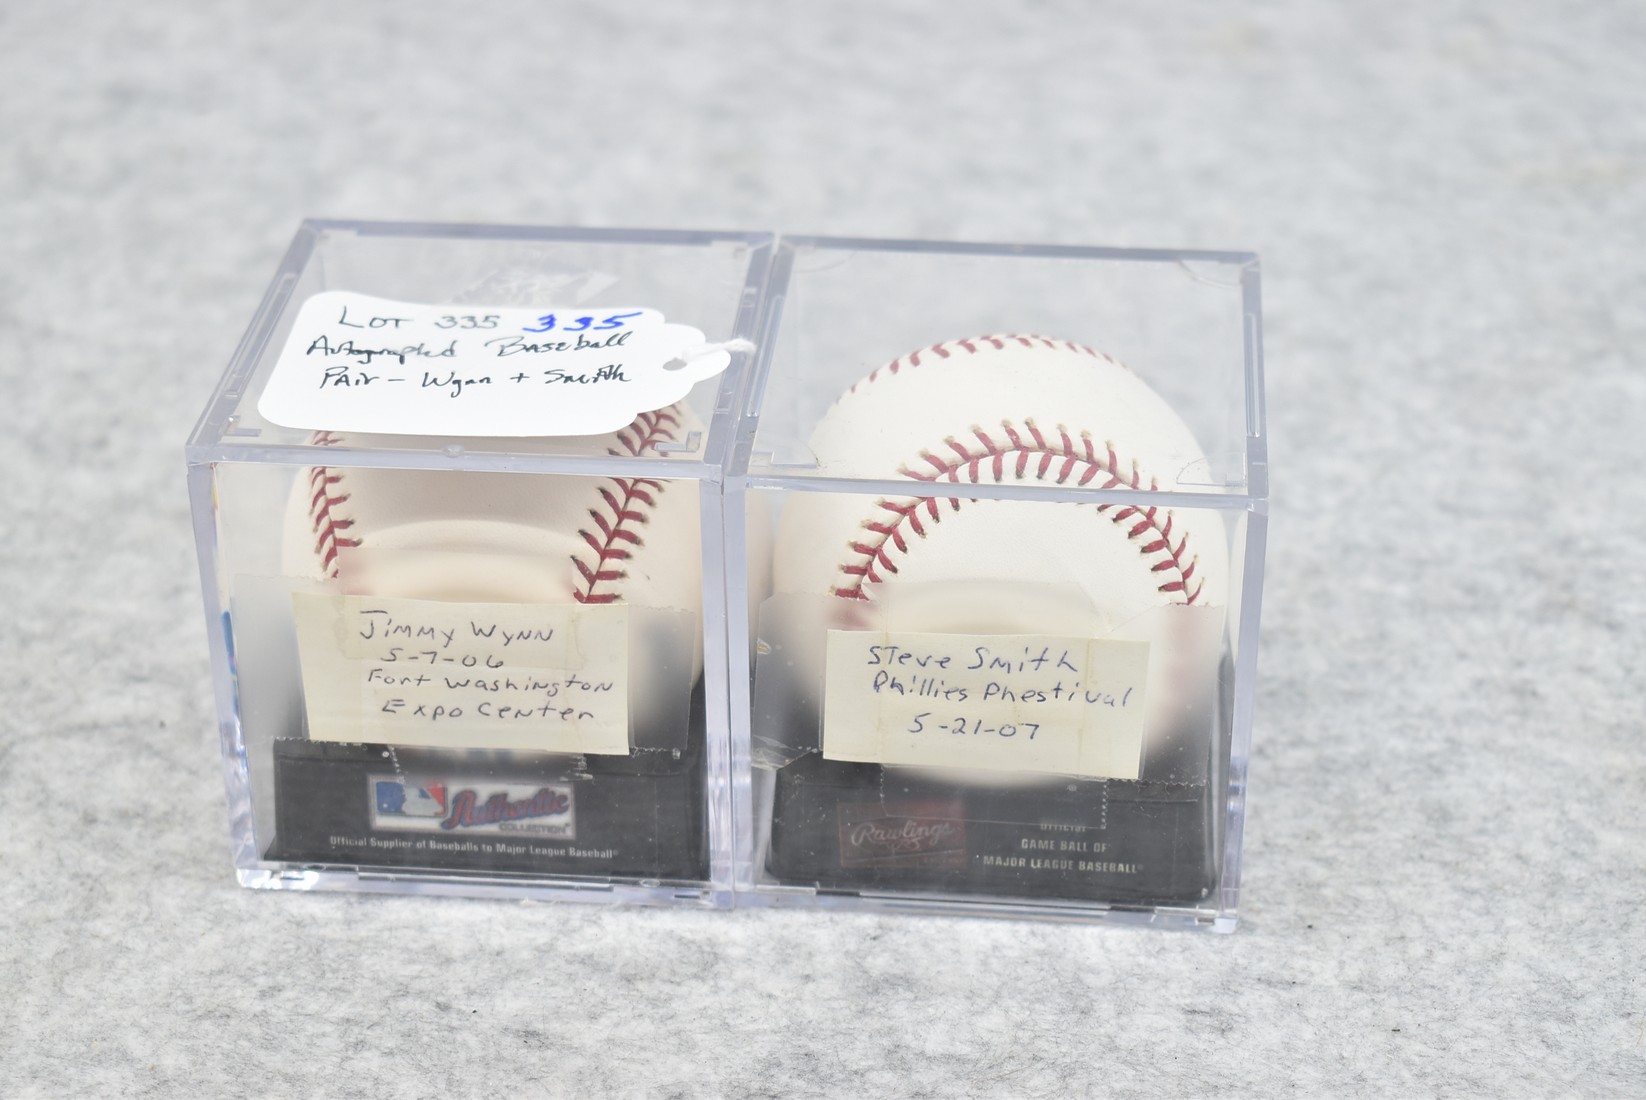 LOT 335 335
Autographed Baseball
PAir - Wynn + Smith
Jimmy Wynn
5-7-06
Fort Washington
Expo Center
Authentic
COLLECTION
Official Supplier of Baseballs to Major League Baseball®
Steve Smith
Phillies Phestival
5-21-07
Rawlings
OFFICIAL
GAME BALL OF
MAJOR LEAGUE BASEBALL®